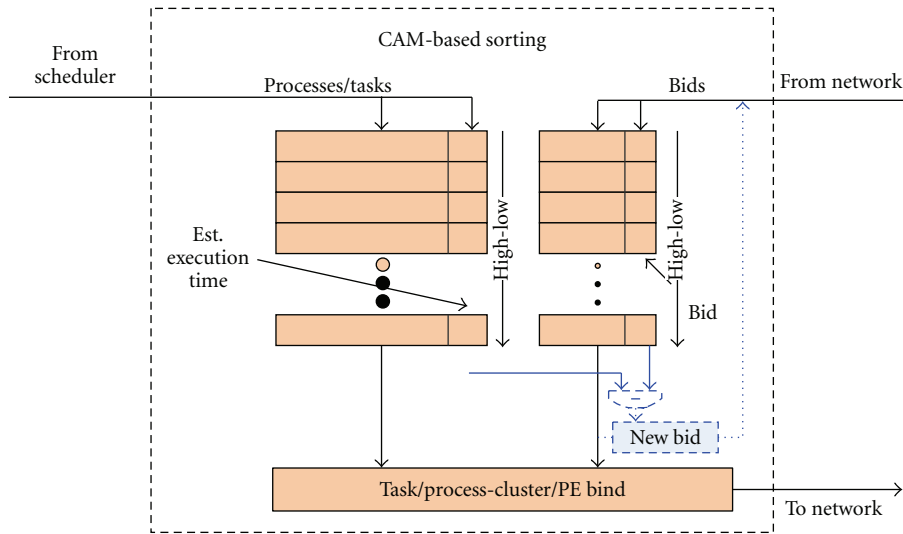 CAM-based sorting
From
scheduler
Processes/tasks
Bids
From network
High-low
High-low
Est.
execution
time
Bid
–
New bid
Task/process-cluster/PE bind
To network